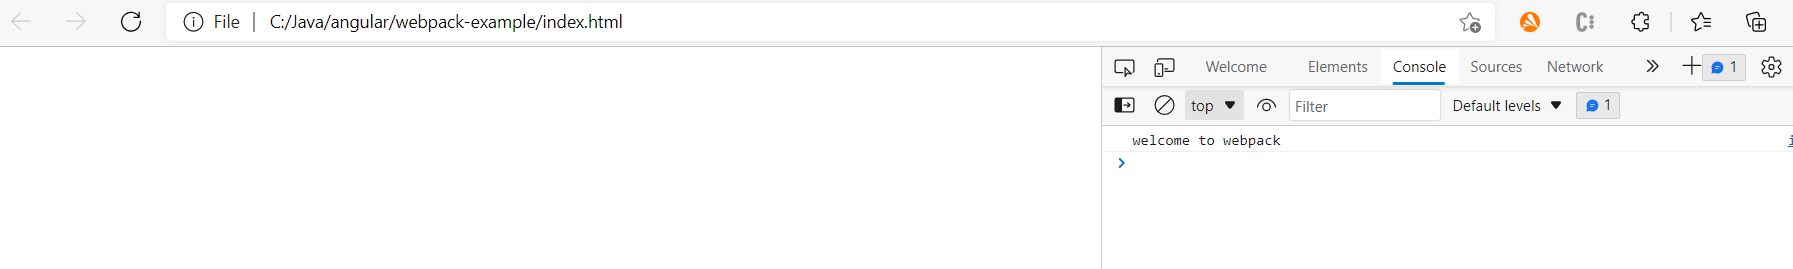 File | C:/Java/angular/webpack-example/index.html
Welcome Elements Console Sources Network 1
top Filter Default levels 1
welcome to webpack